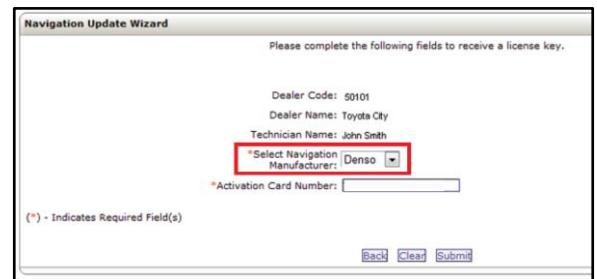 Navigation Update Wizard
Please complete the following fields to receive a license key.
Dealer Code: 50101
Dealer Name: Toyota City
Technician Name: John Smith
*Select Navigation
Manufacturer: Denso
*Activation Card Number:
(*) - Indicates Required Field(s)
Back Clear Submit